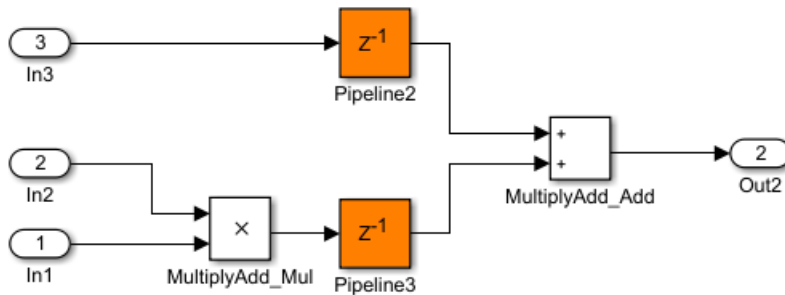 3
In3
Z-1
Pipeline2
2
In2
1
In1
×
MultiplyAdd_Mul
Z-1
Pipeline3
+
+
MultiplyAdd_Add
2
Out2